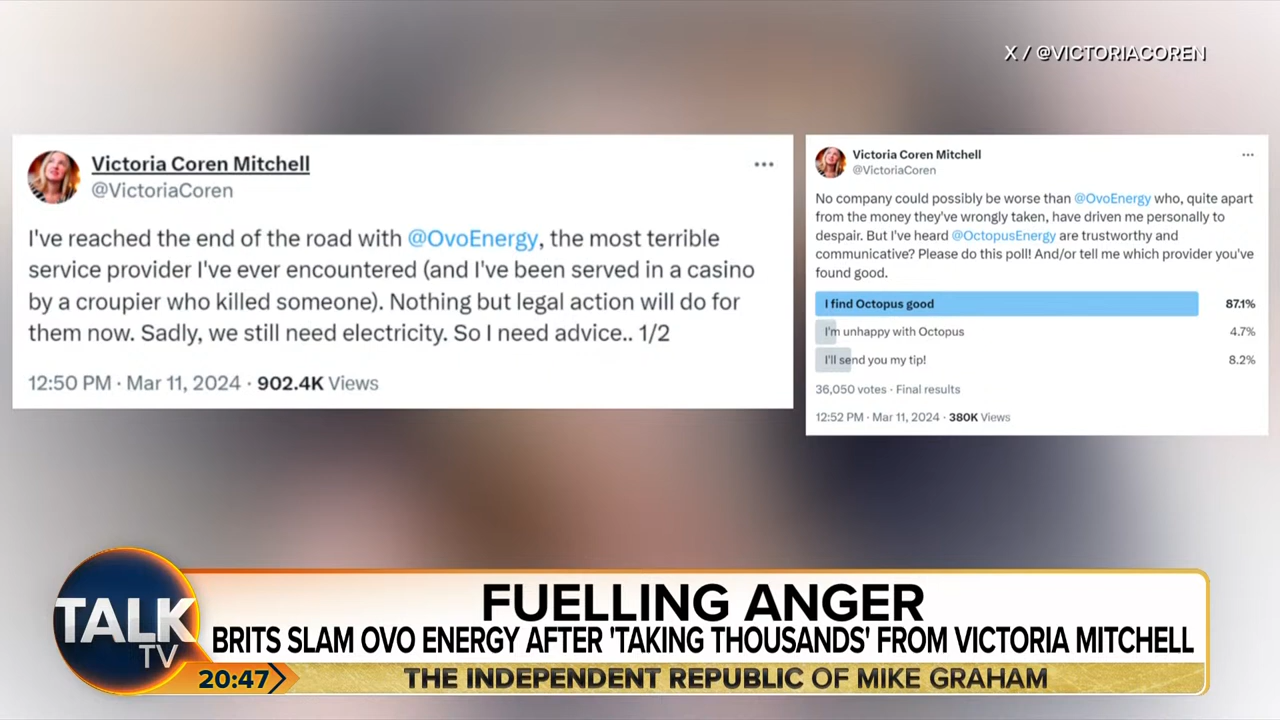 X / @VICTORIACOREN
Victoria Coren Mitchell
@VictoriaCoren
I've reached the end of the road with @OvoEnergy, the most terrible
service provider I've ever encountered (and I've been served in a casino
by a croupier who killed someone). Nothing but legal action will do for
them now. Sadly, we still need electricity. So I need advice.. 1/2
12:50 PM · Mar 11, 2024 · 902.4K Views
Victoria Coren Mitchell
@VictoriaCoren
No company could possibly be worse than @OvoEnergy who, quite apart
from the money they've wrongly taken, have driven me personally to
despair. But I've heard @OctopusEnergy are trustworthy and
communicative? Please do this poll! And/or tell me which provider you've
found good.
I find Octopus good 87.1%
I'm unhappy with Octopus 4.7%
I'll send you my tip! 8.2%
36,050 votes · Final results
12:52 PM · Mar 11, 2024 · 380K Views
TALK
TV
FUELLING ANGER
BRITS SLAM OVO ENERGY AFTER 'TAKING THOUSANDS' FROM VICTORIA MITCHELL
20:47
THE INDEPENDENT REPUBLIC OF MIKE GRAHAM